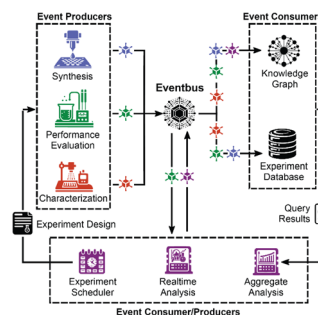 Event Producers
Event Consumer
Synthesis
Eventbus
Knowledge
Graph
Performance
Evaluation
Characterization
Experiment
Database
Experiment Design
Query
Results
Experiment
Scheduler
Realtime
Analysis
Aggregate
Analysis
Event Consumer/Producers